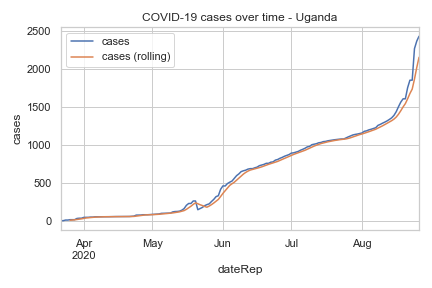 COVID-19 cases over time - Uganda
cases
cases (rolling)
2500
2000
1500
1000
500
0
cases
Apr May Jun Jul Aug
2020
dateRep